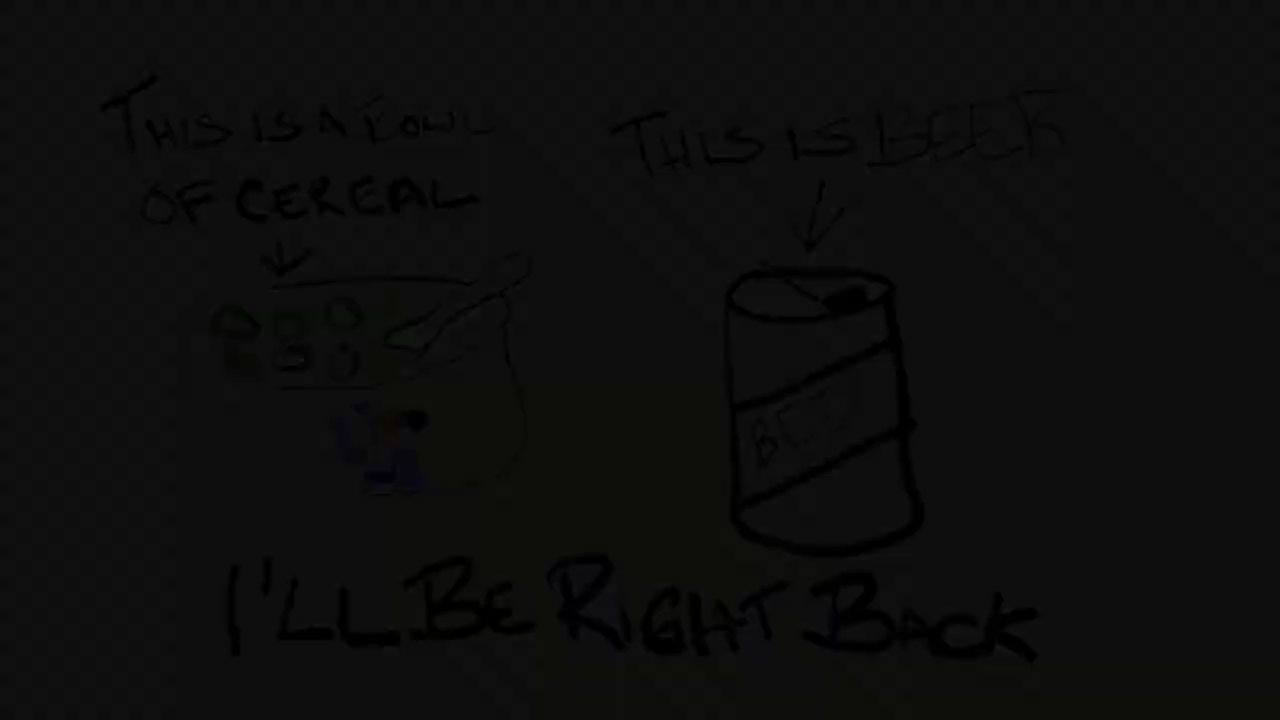 THIS IS A BOWL
OF CEREAL
THIS IS BEER
BEER
I'LL BE RIGHT BACK